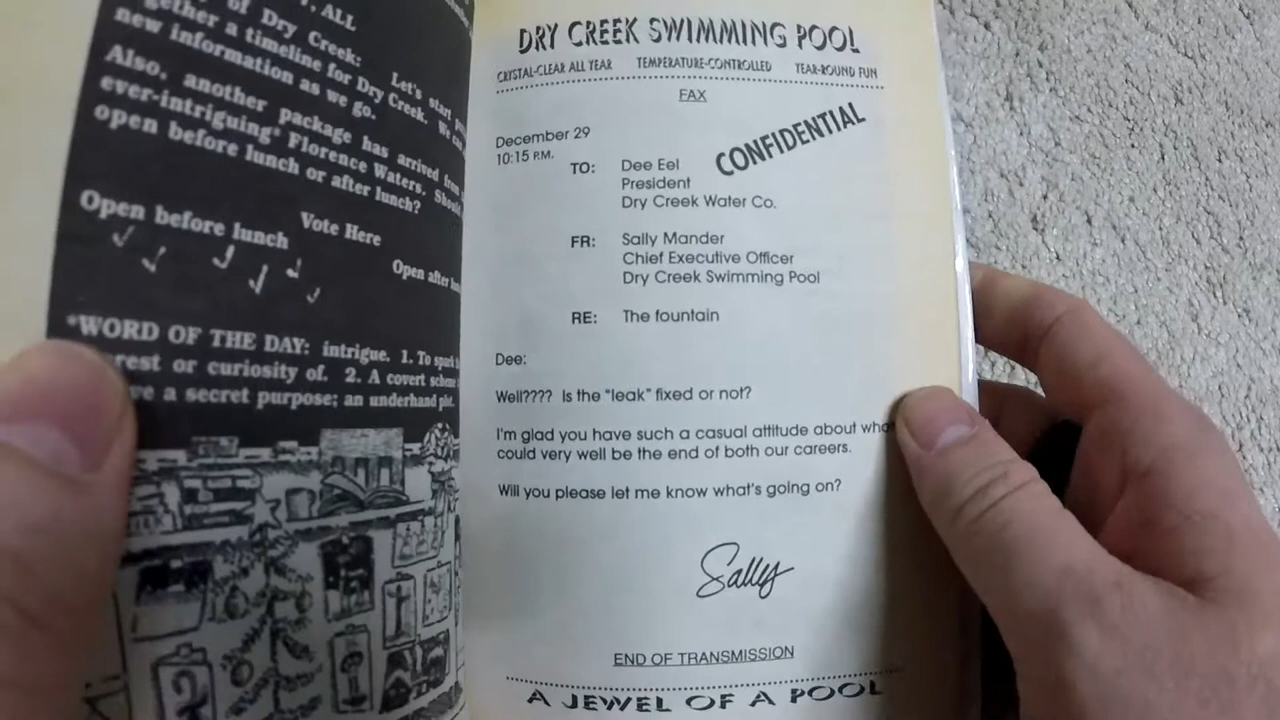 , ALL
of Dry Creek: Let's start
gether a timeline for Dry Creek. We can
new information as we go.
Also, another package has arrived from
ever-intriguing* Florence Waters. Should
open before lunch or after lunch?
Vote Here
Open before lunch
Open after
*WORD OF THE DAY: intrigue. 1. To spark
rest or curiosity of. 2. A covert scheme
ve a secret purpose; an underhand plot.
DRY CREEK SWIMMING POOL
CRYSTAL-CLEAR ALL YEAR TEMPERATURE-CONTROLLED YEAR-ROUND FUN
FAX
CONFIDENTIAL
December 29
10:15 P.M.
TO: Dee Eel
President
Dry Creek Water Co.
FR: Sally Mander
Chief Executive Officer
Dry Creek Swimming Pool
RE: The fountain
Dee:
Well???? Is the "leak" fixed or not?
I'm glad you have such a casual attitude about what
could very well be the end of both our careers.
Will you please let me know what's going on?
Sally
END OF TRANSMISSION
A JEWEL OF A POOL